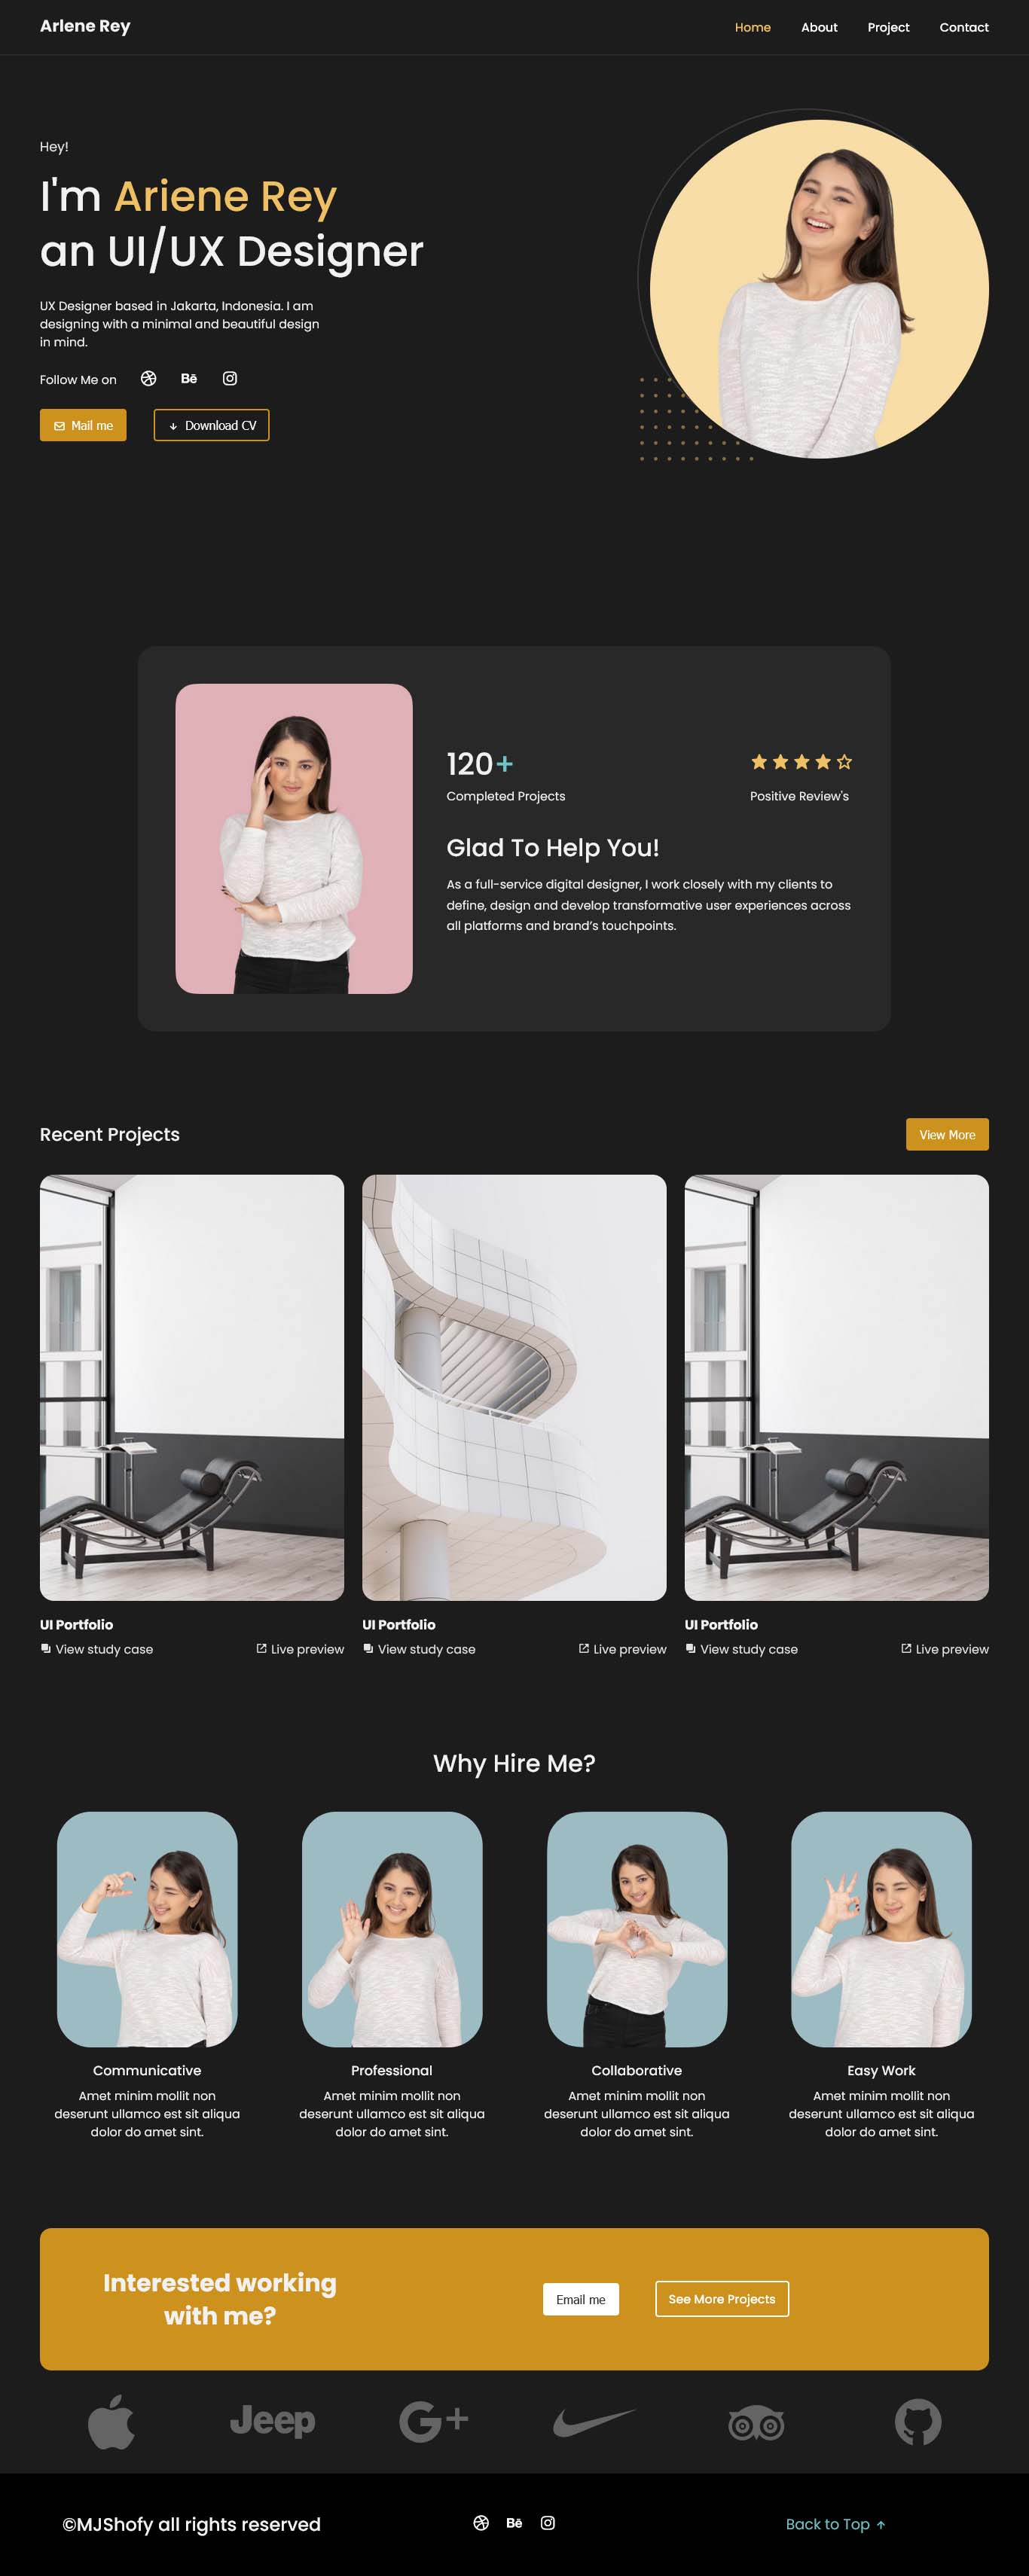 Arlene Rey
Home About Project Contact
Hey!
I'm Ariene Rey
an UI/UX Designer
UX Designer based in Jakarta, Indonesia. I am
designing with a minimal and beautiful design
in mind.
Follow Me on Bē
Mail me Download CV
120+
Completed Projects
Positive Review's
Glad To Help You!
As a full-service digital designer, I work closely with my clients to
define, design and develop transformative user experiences across
all platforms and brand’s touchpoints.
Recent Projects
View More
UI Portfolio
View study case Live preview
UI Portfolio
View study case Live preview
UI Portfolio
View study case Live preview
Why Hire Me?
Communicative
Amet minim mollit non
deserunt ullamco est sit aliqua
dolor do amet sint.
Professional
Amet minim mollit non
deserunt ullamco est sit aliqua
dolor do amet sint.
Collaborative
Amet minim mollit non
deserunt ullamco est sit aliqua
dolor do amet sint.
Easy Work
Amet minim mollit non
deserunt ullamco est sit aliqua
dolor do amet sint.
Interested working
with me?
Email me See More Projects
Jeep G+
©MJShofy all rights reserved
Bē
Back to Top